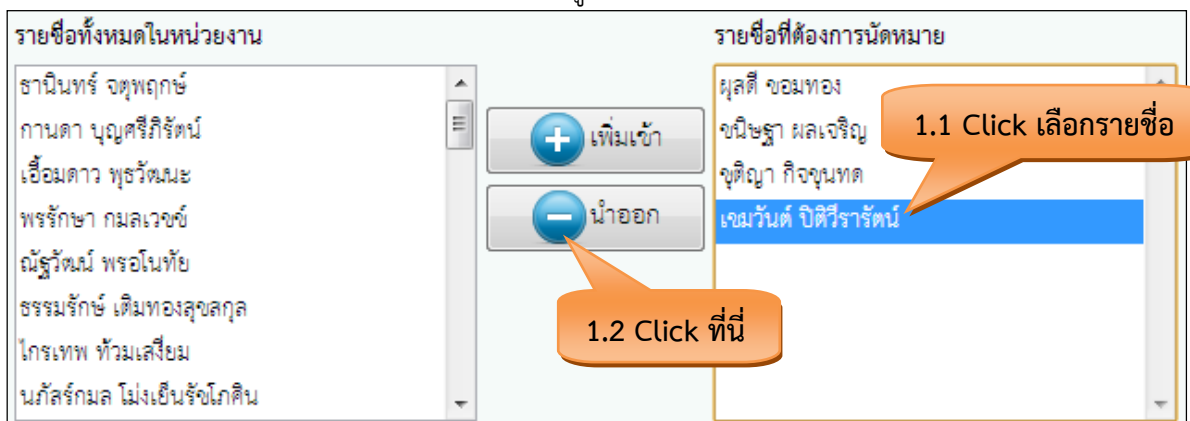 รายชื่อทั้งหมดในหน่วยงาน
รายชื่อที่ต้องการนัดหมาย
ธานินทร์ จตุพฤกษ์
กานดา บุญศรีภิรัตน์
เอื้อมดาว พุธวัฒนะ
พรรักษา กมลเวชช์
ณัฐวัฒน์ พรอโนทัย
ธรรมรักษ์ เติมทองสุขสกุล
ไกรเทพ ท้วมเสงี่ยม
นภัสร์กมล โม่งเย็นรัชโภคิน
เพิ่มเข้า
นำออก
ผุสดี ขอมทอง
ขนิษฐา ผลเจริญ
ชุติญา กิจขุนทด
เขมวันต์ ปิติวีรารัตน์
1.1 Click เลือกรายชื่อ
1.2 Click ที่นี่